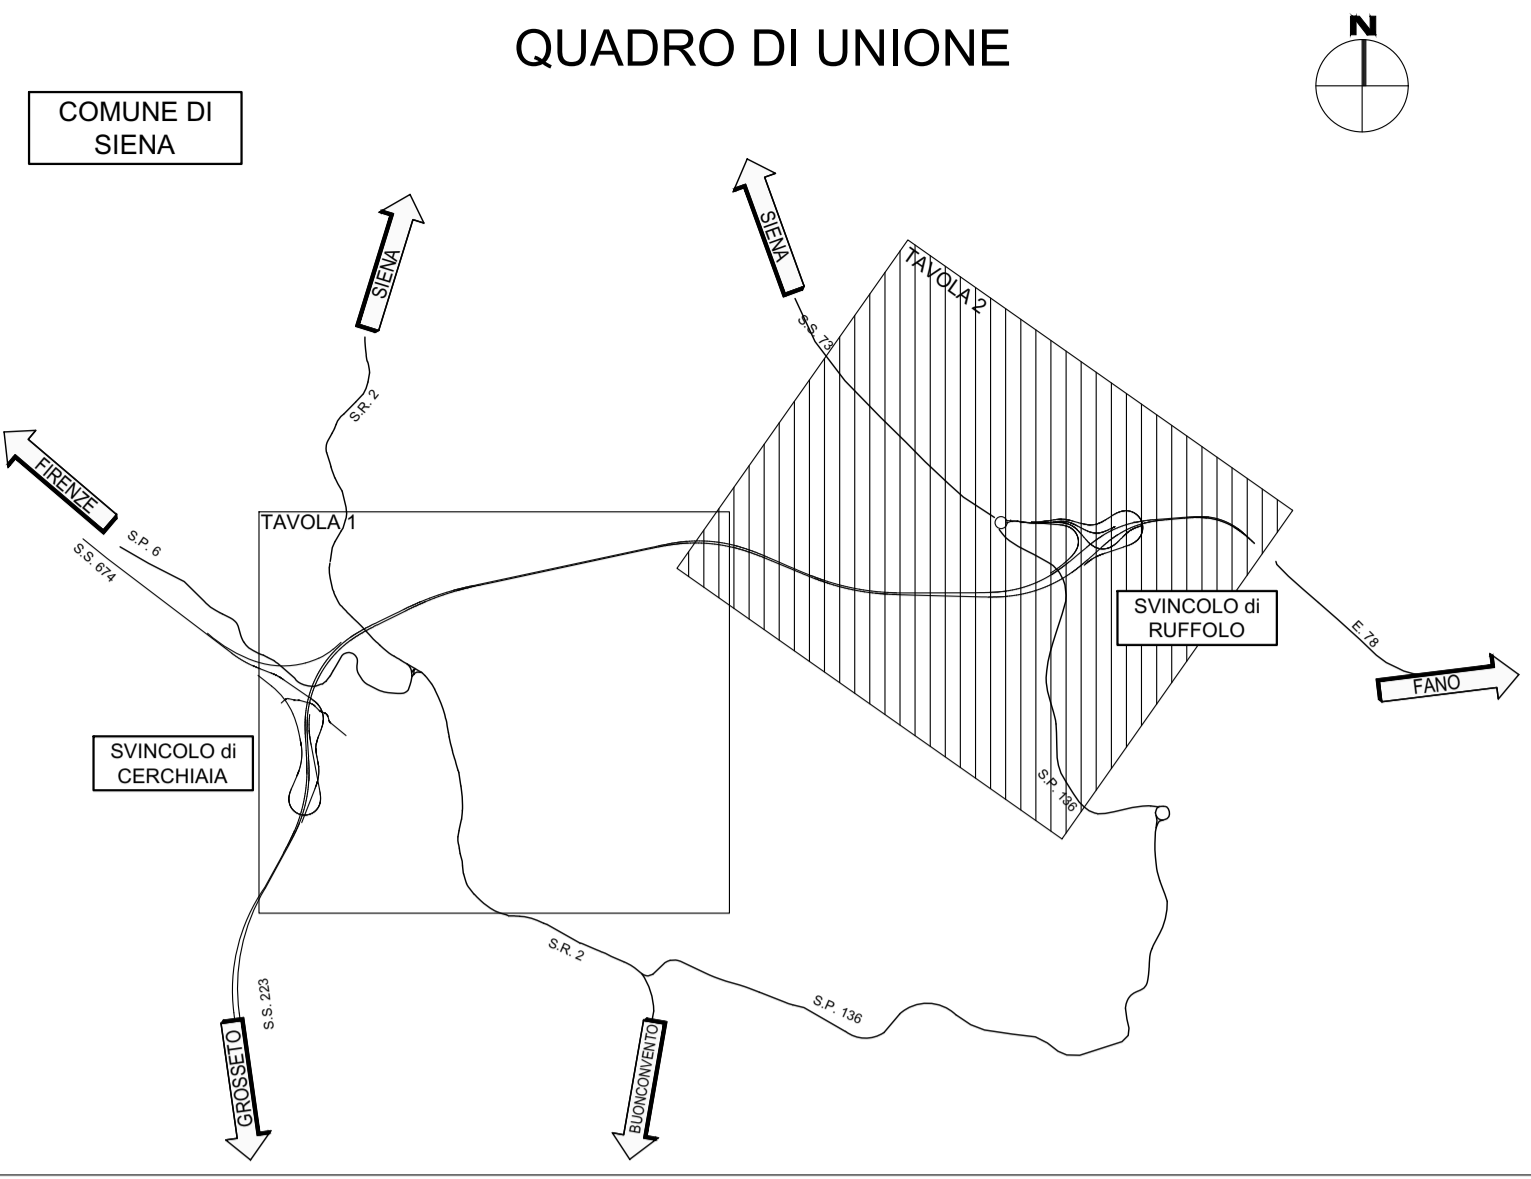 QUADRO DI UNIONE
N
COMUNE DI
SIENA
SIENA
SIENA
TAVOLA 2
S.S. 73
S.R. 2
FIRENZE
TAVOLA 1
S.P. 6
S.S. 674
SVINCOLO di
RUFFOLO
E. 78
FANO
SVINCOLO di
CERCHIAIA
S.P. 136
S.R. 2
S.S. 223
S.P. 136
GROSSETO
BUONCONVENTO